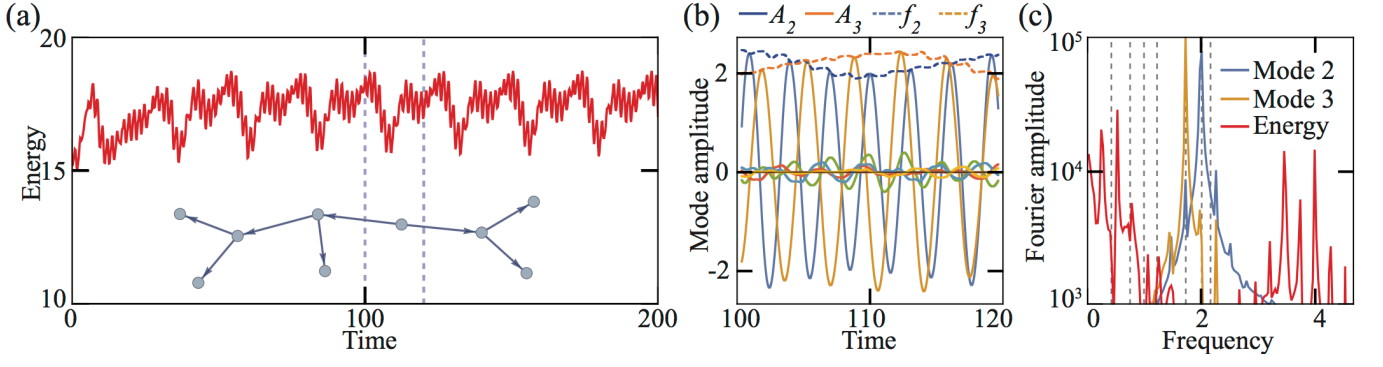 (a)
20
15
10
Energy
0
100
200
Time
(b)
A2 A3 f2 f3
2
0
-2
Mode amplitude
100
110
120
Time
(c)
10^5
10^4
10^3
Fourier amplitude
Mode 2
Mode 3
Energy
0
2
4
Frequency